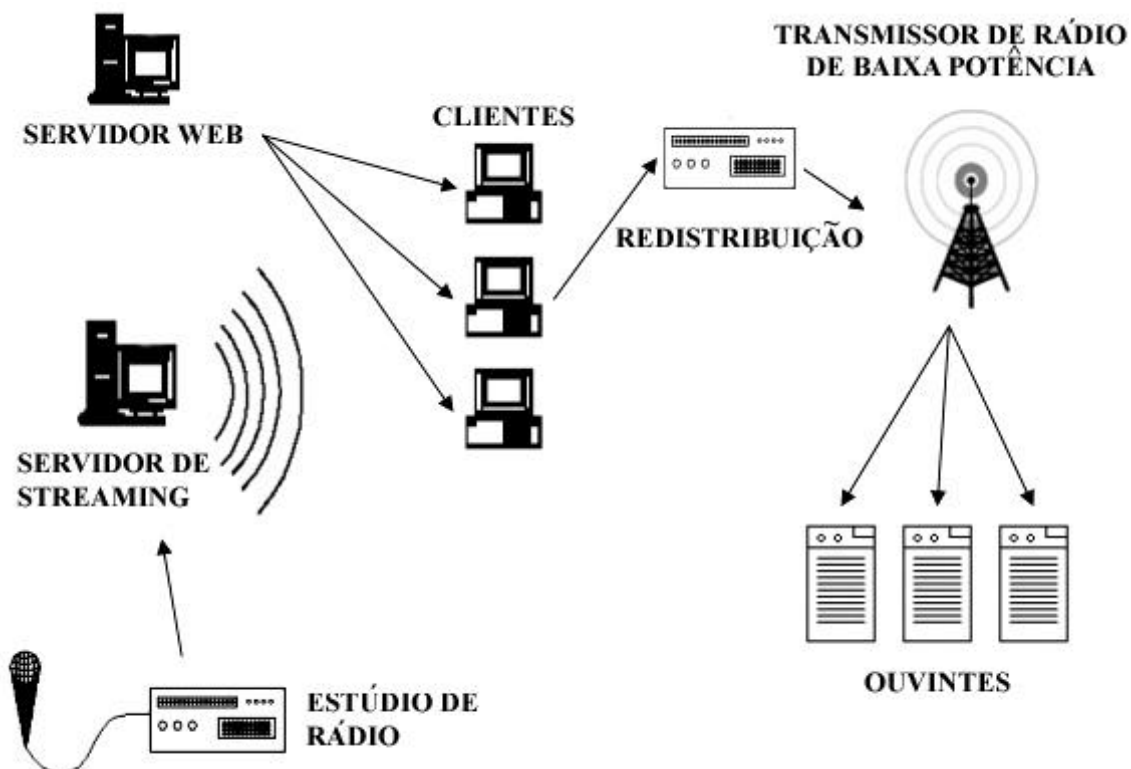 TRANSMISSOR DE RÁDIO
DE BAIXA POTÊNCIA
SERVIDOR WEB
CLIENTES
REDISTRIBUIÇÃO
SERVIDOR DE
STREAMING
OUVINTES
ESTÚDIO DE
RÁDIO